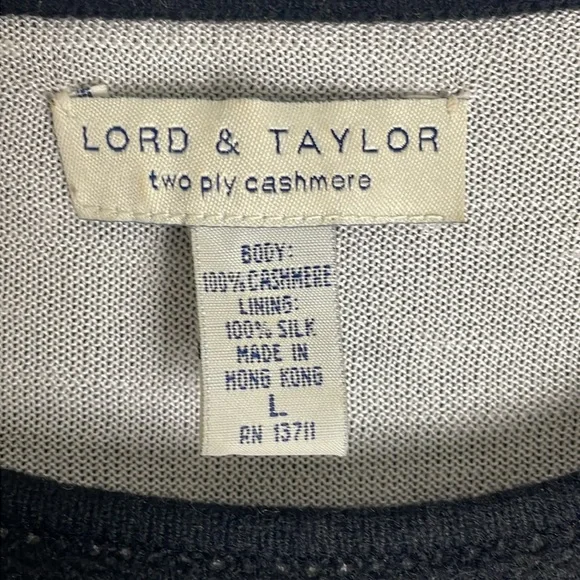 LORD & TAYLOR
two ply cashmere
BODY:
100% CASHMERE
LINING:
100% SILK
MADE IN
HONG KONG
L
RN 13711